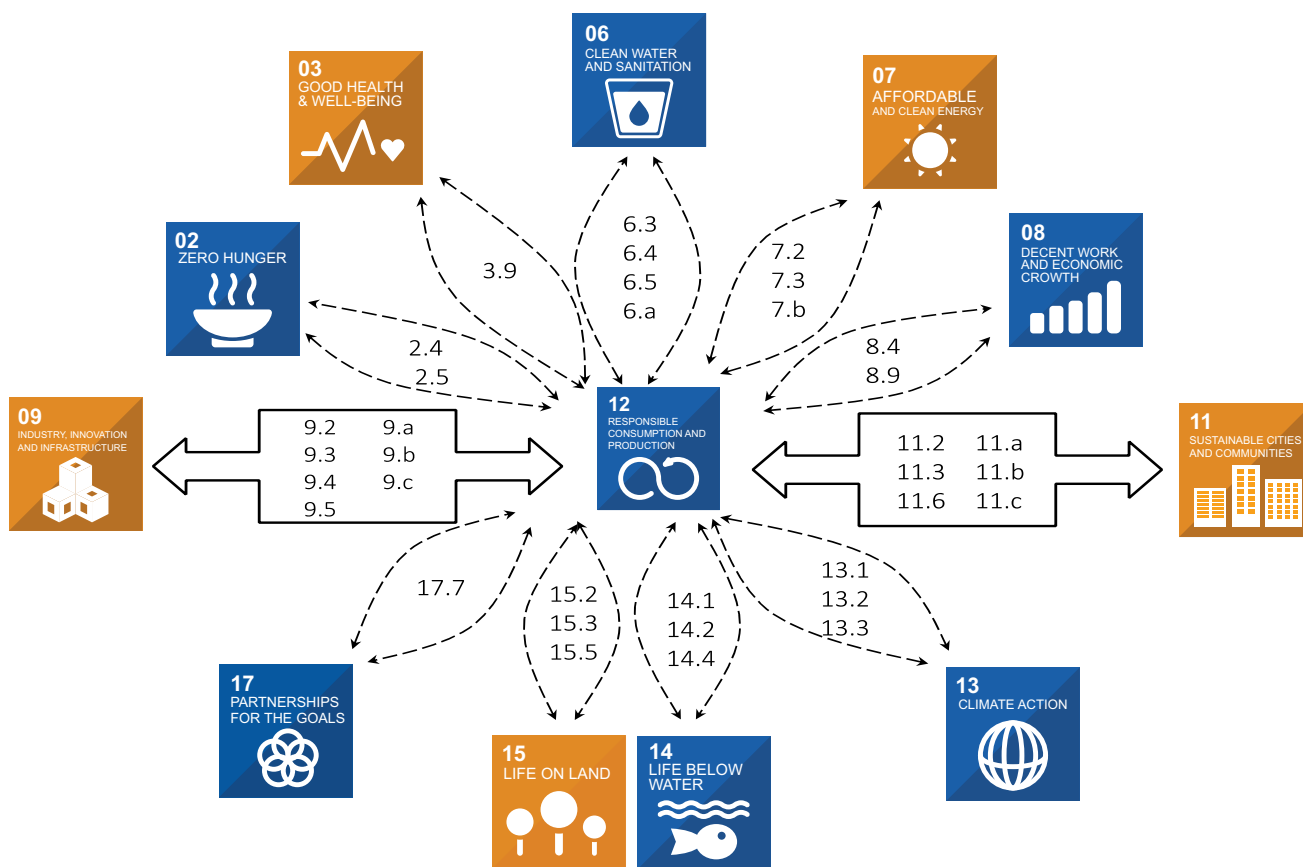 06
CLEAN WATER
AND SANITATION
03
GOOD HEALTH
& WELL-BEING
07
AFFORDABLE
AND CLEAN ENERGY
02
ZERO HUNGER
08
DECENT WORK
AND ECONOMIC
CROWTH
3.9
6.3
6.4
6.5
6.a
7.2
7.3
7.b
2.4
2.5
8.4
8.9
09
INDUSTRY, INNOVATION
AND INFRASTRUCTURE
9.2 9.a
9.3 9.b
9.4 9.c
9.5
12
RESPONSIBLE
CONSUMPTION AND
PRODUCTION
11.2 11.a
11.3 11.b
11.6 11.c
11
SUSTAINABLE CITIES
AND COMMUNITIES
17.7
15.2
15.3
15.5
14.1
14.2
14.4
13.1
13.2
13.3
17
PARTNERSHIPS
FOR THE GOALS
15
LIFE ON LAND
14
LIFE BELOW
WATER
13
CLIMATE ACTION